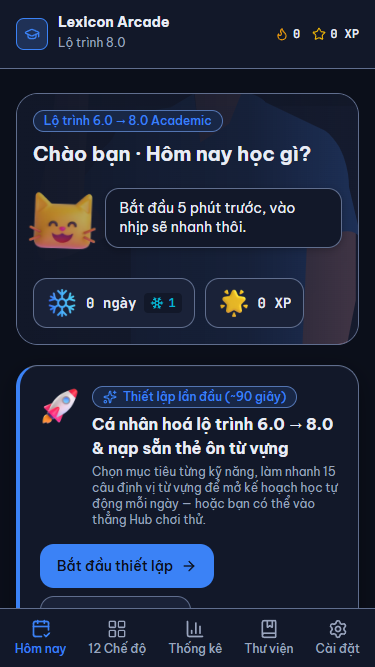 Lexicon Arcade
Lộ trình 8.0
0
0 XP
Lộ trình 6.0 → 8.0 Academic
Chào bạn · Hôm nay học gì?
Bắt đầu 5 phút trước, vào
nhịp sẽ nhanh thôi.
0 ngày
1
0 XP
Thiết lập lần đầu (~90 giây)
Cá nhân hoá lộ trình 6.0 → 8.0
& nạp sẵn thẻ ôn từ vựng
Chọn mục tiêu từng kỹ năng, làm nhanh 15
câu định vị từ vựng để mở kế hoạch học tự
động mỗi ngày — hoặc bạn có thể vào
thẳng Hub chơi thử.
Bắt đầu thiết lập →
Hôm nay
12 Chế độ
Thống kê
Thư viện
Cài đặt